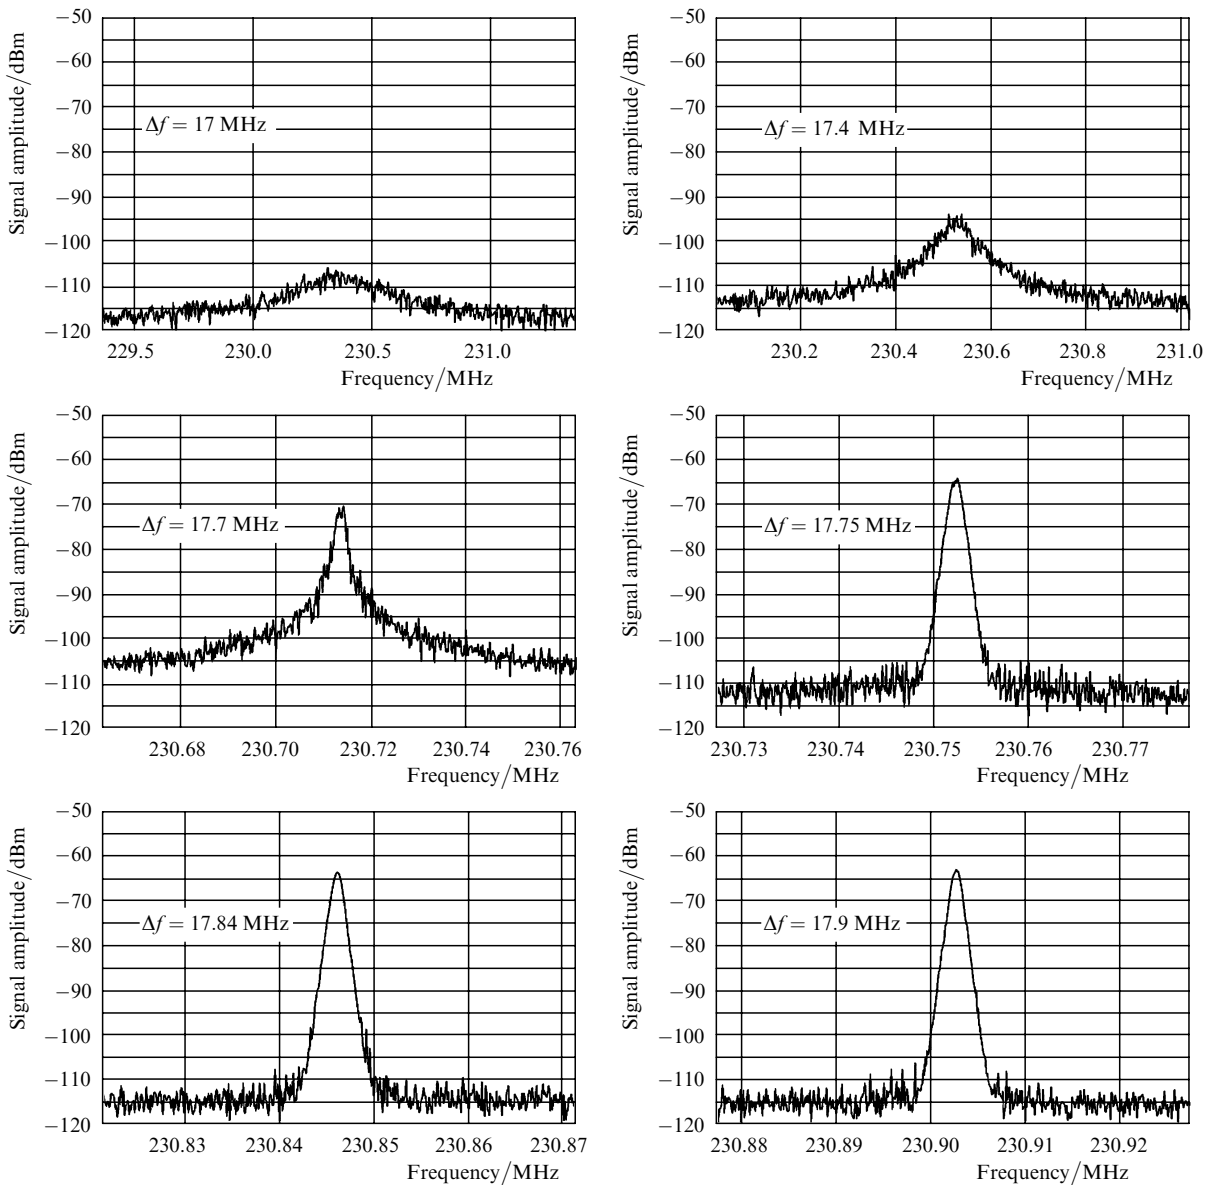 Signal amplitude/dBm
−50
−60
−70
−80
−90
−100
−110
−120
Δf = 17 MHz
229.5 230.0 230.5 231.0
Frequency/MHz
Signal amplitude/dBm
−50
−60
−70
−80
−90
−100
−110
−120
Δf = 17.4 MHz
230.2 230.4 230.6 230.8 231.0
Frequency/MHz
Signal amplitude/dBm
−50
−60
−70
−80
−90
−100
−110
−120
Δf = 17.7 MHz
230.68 230.70 230.72 230.74 230.76
Frequency/MHz
Signal amplitude/dBm
−50
−60
−70
−80
−90
−100
−110
−120
Δf = 17.75 MHz
230.73 230.74 230.75 230.76 230.77
Frequency/MHz
Signal amplitude/dBm
−50
−60
−70
−80
−90
−100
−110
−120
Δf = 17.84 MHz
230.83 230.84 230.85 230.86 230.87
Frequency/MHz
Signal amplitude/dBm
−50
−60
−70
−80
−90
−100
−110
−120
Δf = 17.9 MHz
230.88 230.89 230.90 230.91 230.92
Frequency/MHz